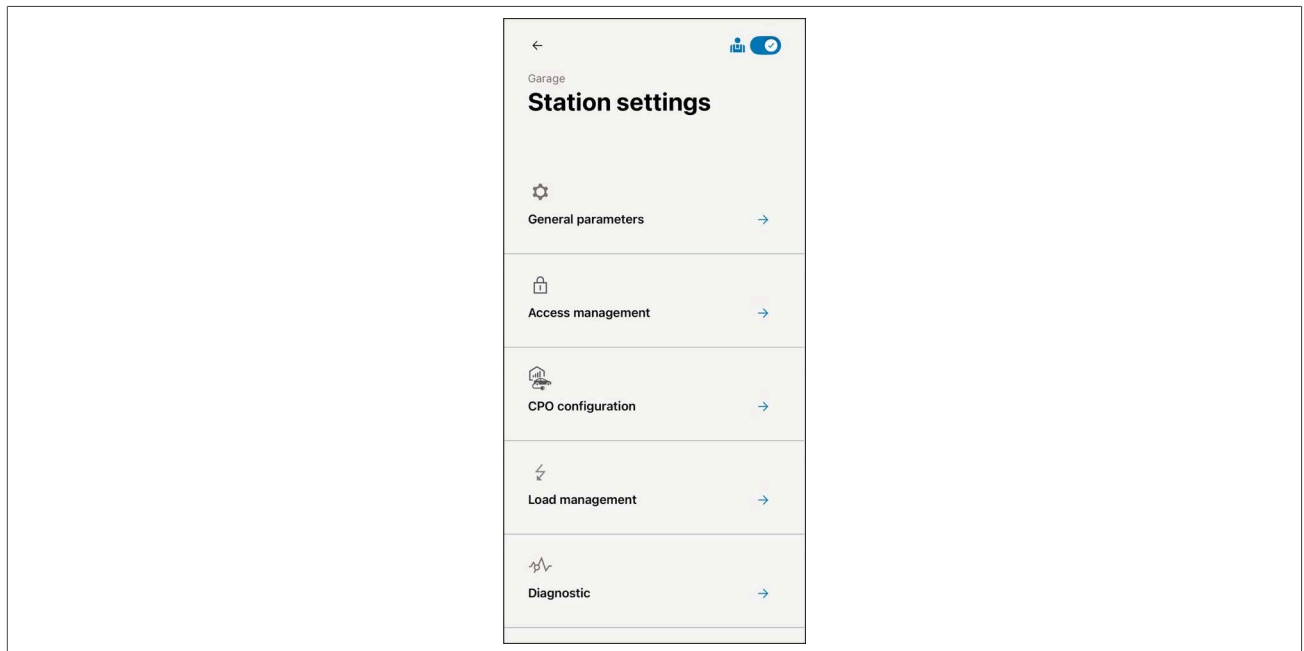 Garage
Station settings
General parameters
Access management
CPO configuration
Load management
Diagnostic